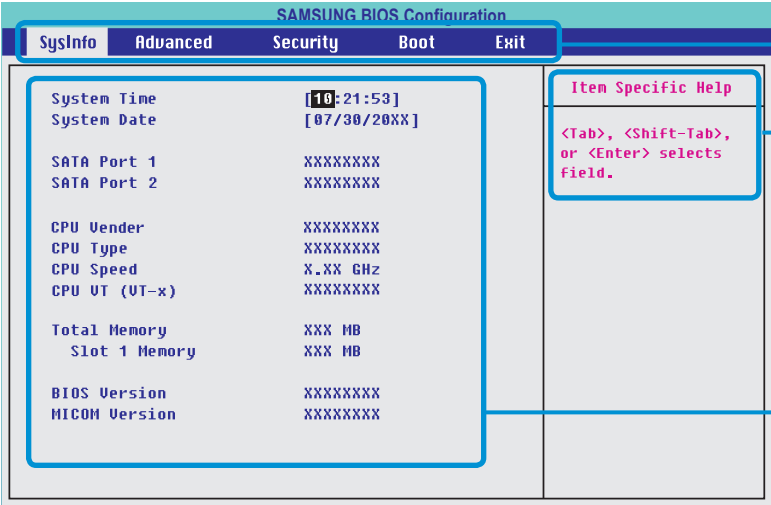 SAMSUNG BIOS Configuration
SysInfo Advanced Security Boot Exit
System Time [10:21:53]
System Date [07/30/20XX]
SATA Port 1 XXXXXXXX
SATA Port 2 XXXXXXXX
CPU Vender XXXXXXXX
CPU Type XXXXXXXX
CPU Speed X.XX GHz
CPU VT (VT-x) XXXXXXXX
Total Memory XXX MB
Slot 1 Memory XXX MB
BIOS Version XXXXXXXX
MICOM Version XXXXXXXX
Item Specific Help
<Tab>, <Shift-Tab>,
or <Enter> selects
field.